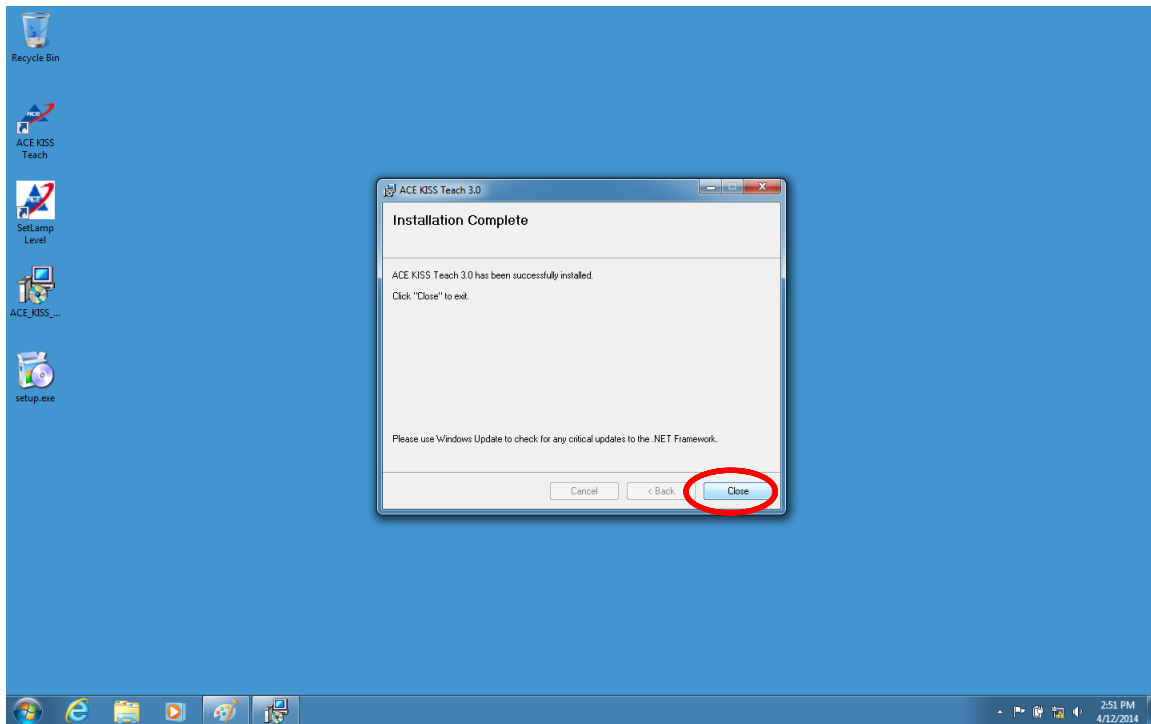 Recycle Bin
ACE
ACE KISS
Teach
ACE
SetLamp
Level
ACE_KISS_...
setup.exe
ACE KISS Teach 3.0
Installation Complete
ACE KISS Teach 3.0 has been successfully installed.
Click "Close" to exit.
Please use Windows Update to check for any critical updates to the .NET Framework.
Cancel
< Back
Close
2:51 PM
4/12/2014